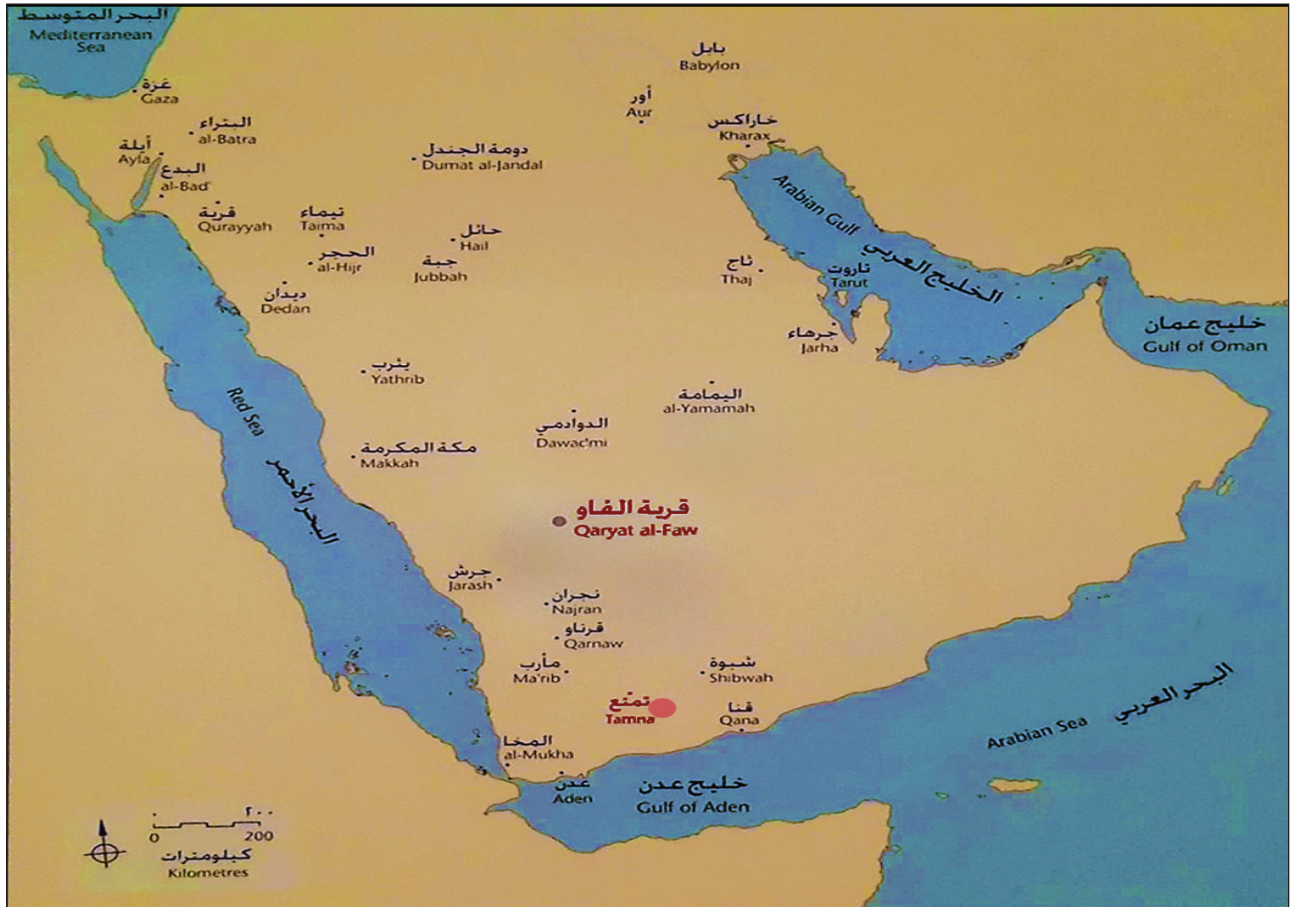 البحر المتوسط
Mediterranean
Sea
بابل
Babylon
غزة
Gaza
أور
Aur
خاراكس
Kharax
البتراء
al-Batra
أيلة
Ayla
دومة الجندل
Dumat al-Jandal
البدع
al-Bad'
Arabian Gulf
الخليج العربي
قرية
Qurayyah
تيماء
Taima
حائل
Hail
الحجر
al-Hijr
جبة
Jubbah
ثاج
Thaj
تاروت
Tarut
ديدان
Dedan
جرهاء
Jarha
خليج عمان
Gulf of Oman
يثرب
Yathrib
اليمامة
al-Yamamah
Red Sea
البحر الأحمر
الدوادمي
Dawac'mi
مكة المكرمة
Makkah
قرية الفاو
Qaryat al-Faw
جرش
Jarash
نجران
Najran
قرناو
Qarnaw
مأرب
Ma'rib
شبوة
Shibwah
تمنع
Tamna
قنا
Qana
Arabian Sea
البحر العربي
المخا
al-Mukha
عدن
Aden
خليج عدن
Gulf of Aden
٠ ٢٠٠
0 200
كيلومترات
Kilometres